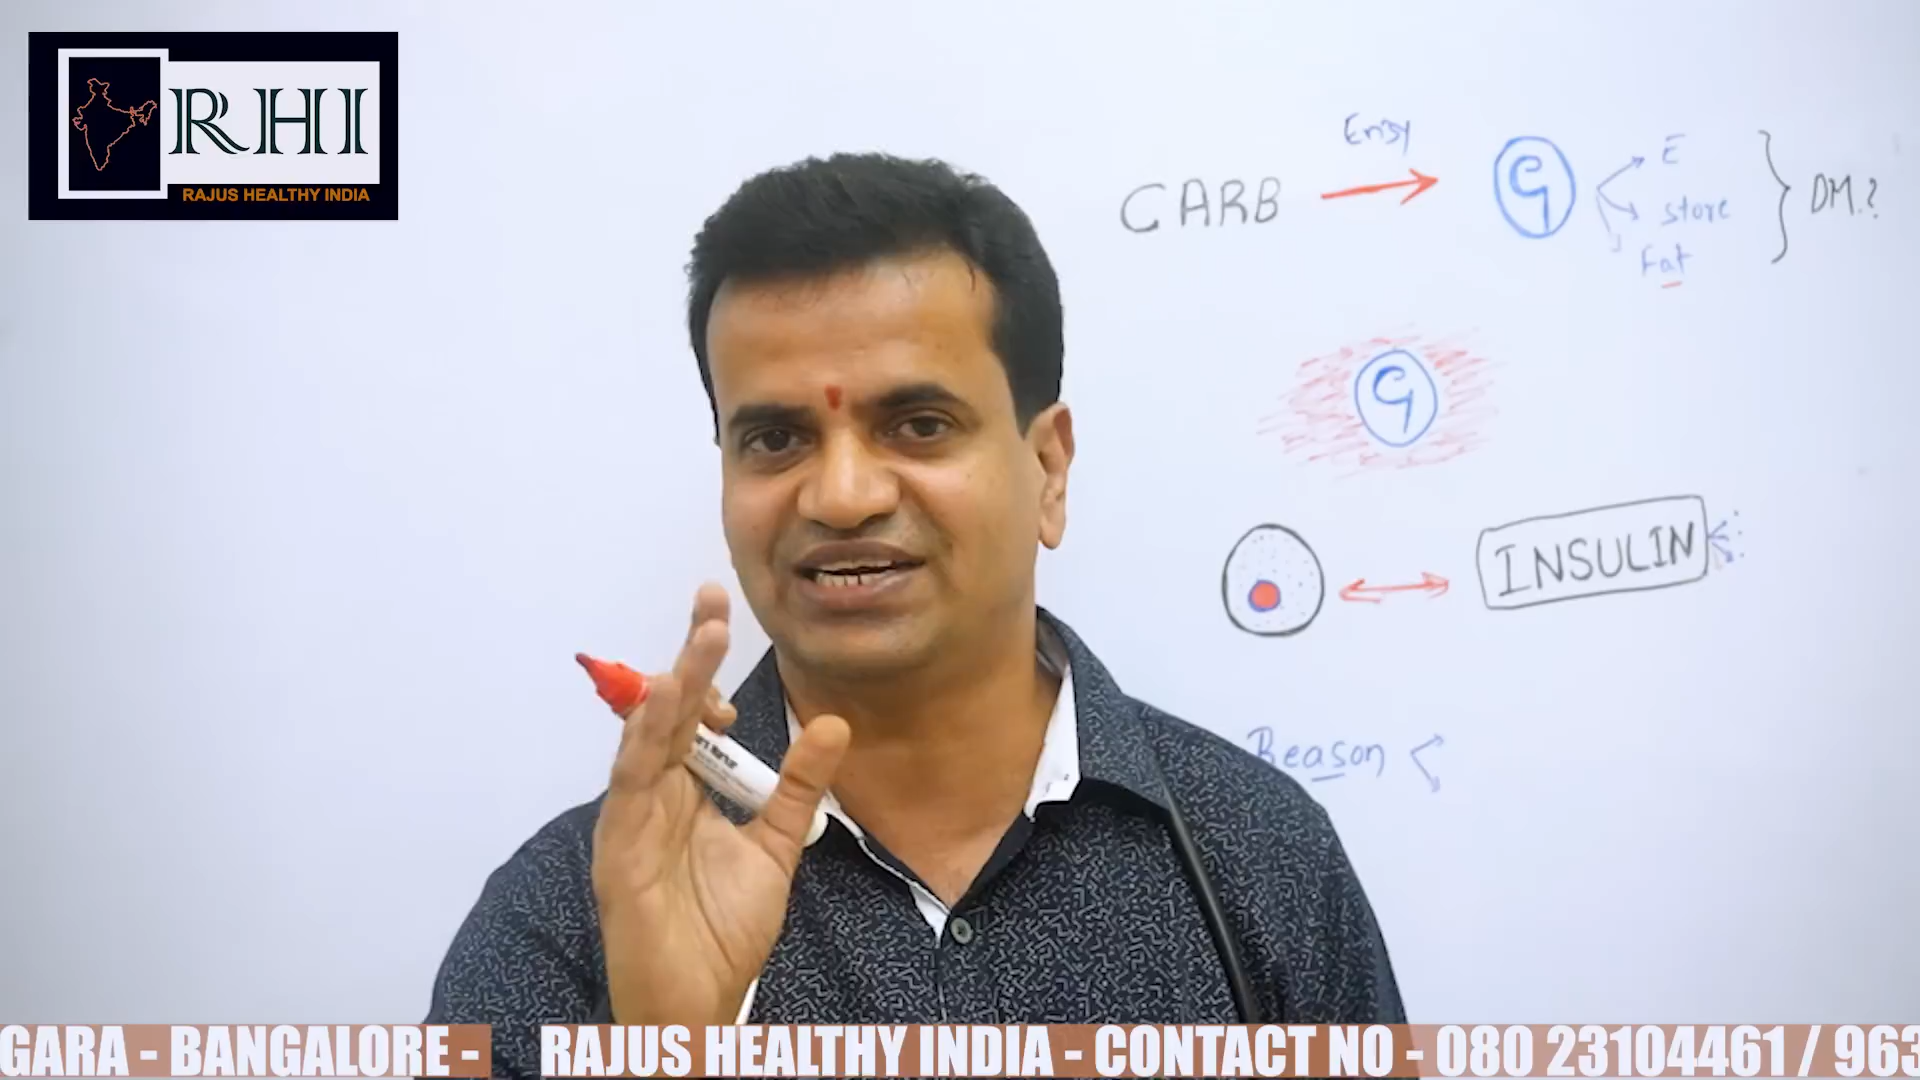 RHI
RAJUS HEALTHY INDIA
CARB
G
E
store
Fat
DM.?
G
INSULIN
Reason
GARA - BANGALORE - RAJUS HEALTHY INDIA - CONTACT NO - 080 23104461 / 963